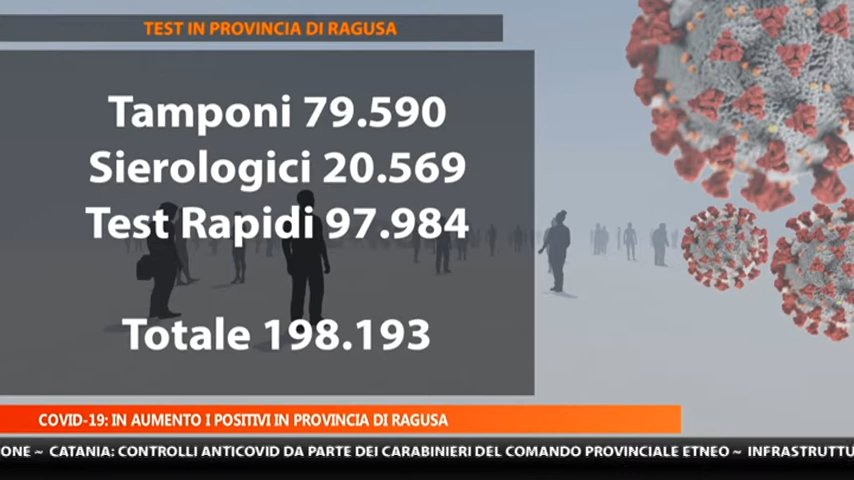 TEST IN PROVINCIA DI RAGUSA
Tamponi 79.590
Sierologici 20.569
Test Rapidi 97.984
Totale 198.193
COVID-19: IN AUMENTO I POSITIVI IN PROVINCIA DI RAGUSA
ONE ~ CATANIA: CONTROLLI ANTICOVID DA PARTE DEI CARABINIERI DEL COMANDO PROVINCIALE ETNEO ~ INFRASTRUTTU